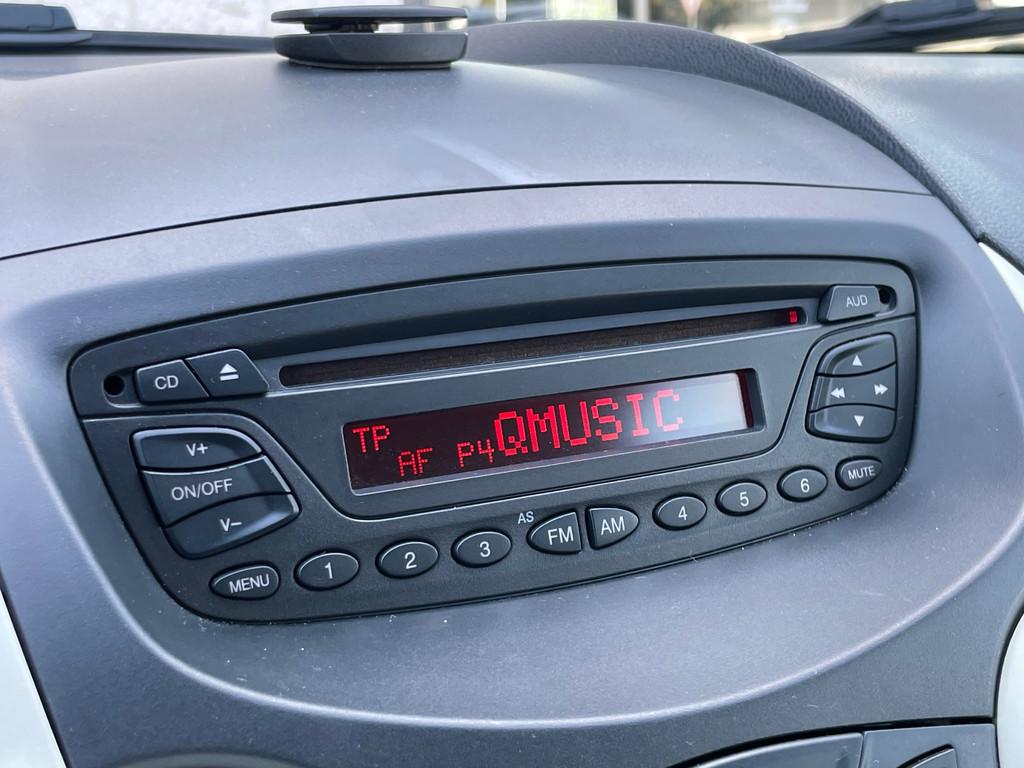 AUD
CD
TP
AF P4 QMUSIC
V+
ON/OFF
V–
MENU
1
2
3
AS
FM
AM
4
5
6
MUTE